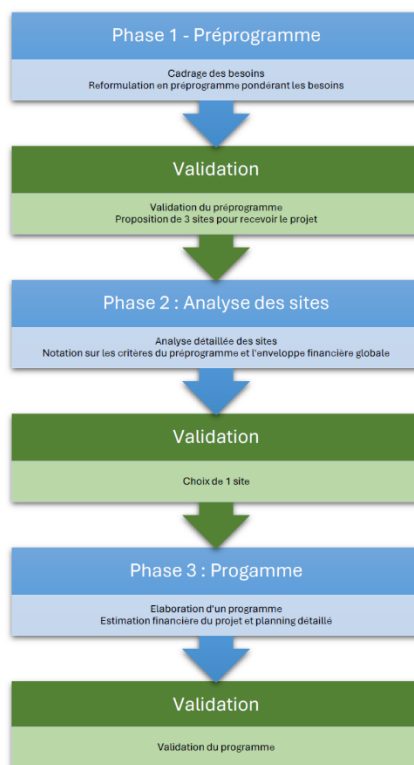 Phase 1 - Préprogramme
Cadrage des besoins
Reformulation en préprogramme pondérant les besoins
Validation
Validation du préprogramme
Proposition de 3 sites pour recevoir le projet
Phase 2 : Analyse des sites
Analyse détaillée des sites
Notation sur les critères du préprogramme et l'enveloppe financière globale
Validation
Choix de 1 site
Phase 3 : Progamme
Elaboration d'un programme
Estimation financière du projet et planning détaillé
Validation
Validation du programme